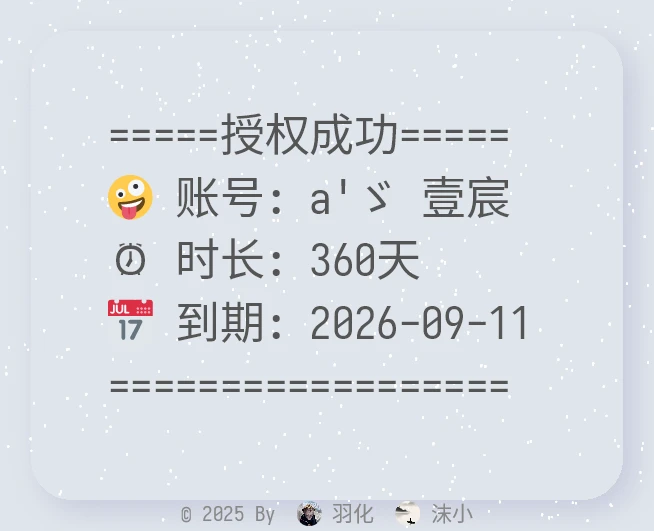 =====授权成功=====
🤪 账号: a'ゞ 壹宸
⏰ 时长: 360天
📅 到期: 2026-09-11
==================
© 2025 By 羽化 沫小